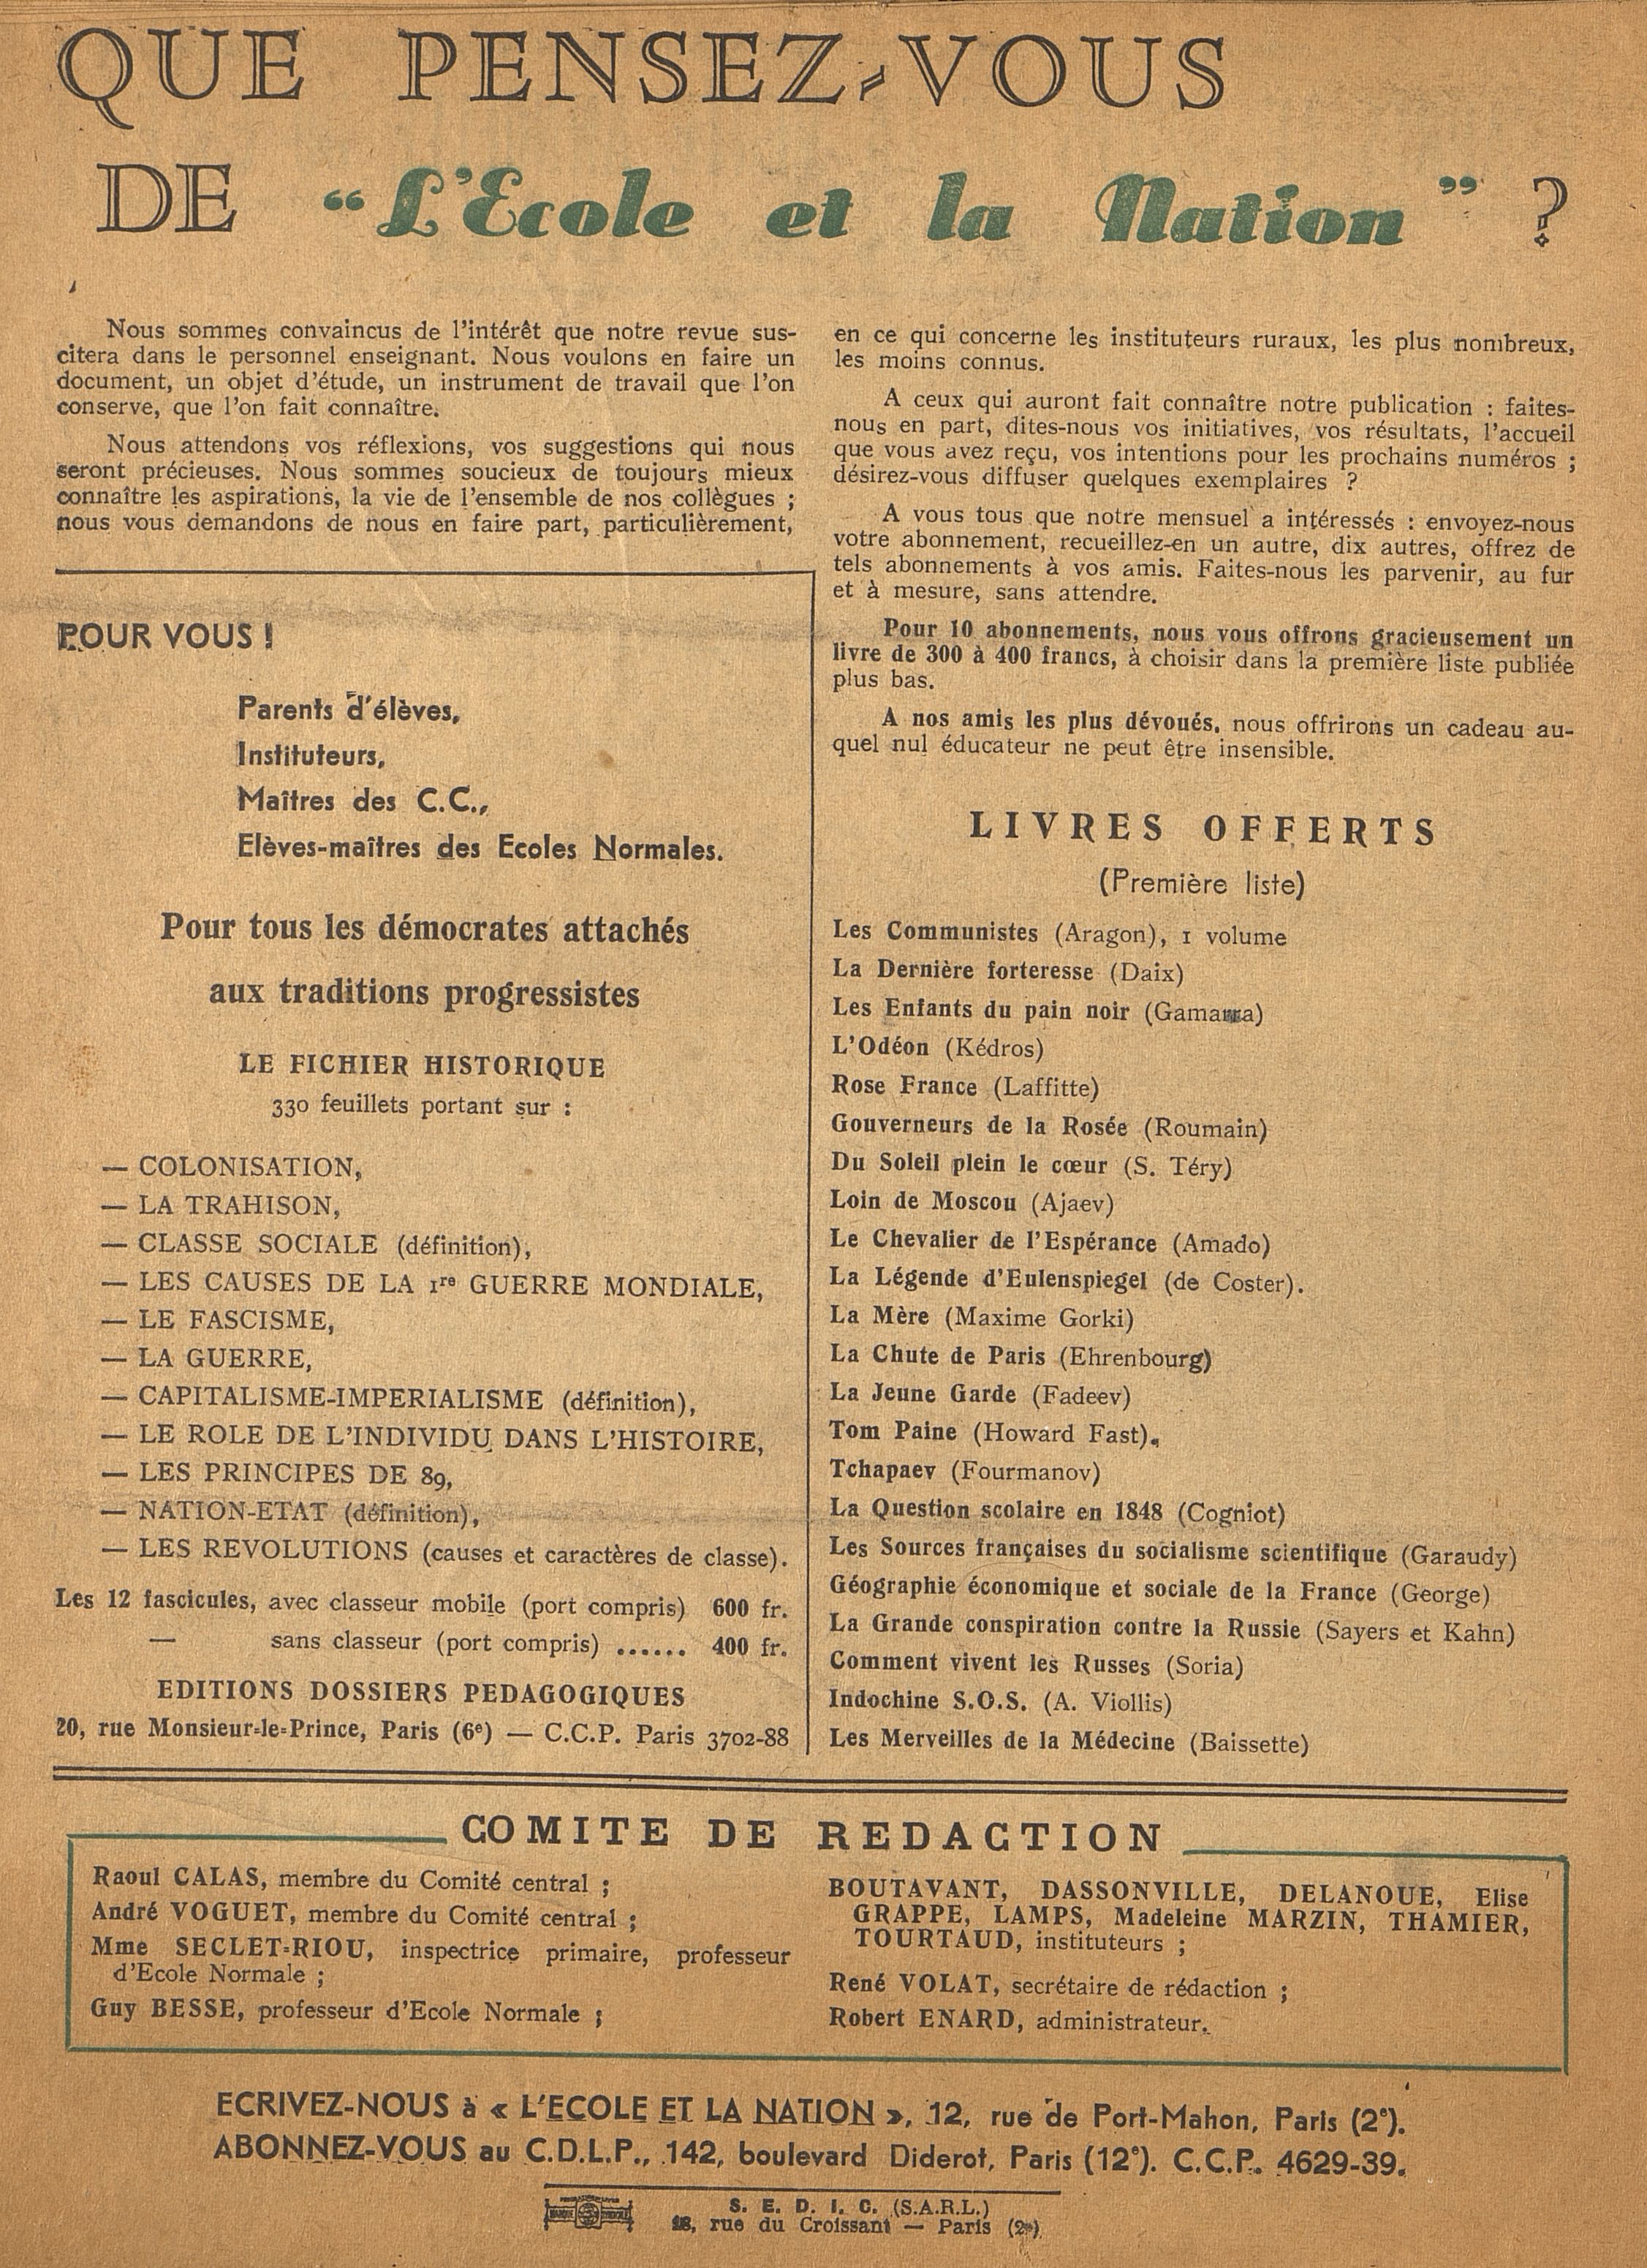 QUE PENSEZ-VOUS
DE “L'Ecole et la Nation” ?
Nous sommes convaincus de l'intérêt que notre revue sus-
citera dans le personnel enseignant. Nous voulons en faire un
document, un objet d'étude, un instrument de travail que l'on
conserve, que l'on fait connaître.
Nous attendons vos réflexions, vos suggestions qui nous
seront précieuses. Nous sommes soucieux de toujours mieux
connaître les aspirations, la vie de l'ensemble de nos collègues ;
nous vous demandons de nous en faire part, particulièrement,
en ce qui concerne les instituteurs ruraux, les plus nombreux,
les moins connus.
A ceux qui auront fait connaître notre publication : faites-
nous en part, dites-nous vos initiatives, vos résultats, l'accueil
que vous avez reçu, vos intentions pour les prochains numéros ;
désirez-vous diffuser quelques exemplaires ?
A vous tous que notre mensuel a intéressés : envoyez-nous
votre abonnement, recueillez-en un autre, dix autres, offrez de
tels abonnements à vos amis. Faites-nous les parvenir, au fur
et à mesure, sans attendre.
Pour 10 abonnements, nous vous offrons gracieusement un
livre de 300 à 400 francs, à choisir dans la première liste publiée
plus bas.
A nos amis les plus dévoués, nous offrirons un cadeau au-
quel nul éducateur ne peut être insensible.
POUR VOUS !
Parents d'élèves,
Instituteurs,
Maîtres des C.C.,
Elèves-maîtres des Ecoles Normales.
Pour tous les démocrates attachés
aux traditions progressistes
LE FICHIER HISTORIQUE
330 feuillets portant sur :
— COLONISATION,
— LA TRAHISON,
— CLASSE SOCIALE (définition),
— LES CAUSES DE LA 1re GUERRE MONDIALE,
— LE FASCISME,
— LA GUERRE,
— CAPITALISME-IMPERIALISME (définition),
— LE ROLE DE L'INDIVIDU DANS L'HISTOIRE,
— LES PRINCIPES DE 89,
— NATION-ETAT (définition),
— LES REVOLUTIONS (causes et caractères de classe).
Les 12 fascicules, avec classeur mobile (port compris) 600 fr.
— sans classeur (port compris) ...... 400 fr.
EDITIONS DOSSIERS PEDAGOGIQUES
20, rue Monsieur-le-Prince, Paris (6e) — C.C.P. Paris 3702-88
LIVRES OFFERTS
(Première liste)
Les Communistes (Aragon), 1 volume
La Dernière forteresse (Daix)
Les Enfants du pain noir (Gamarra)
L'Odéon (Kédros)
Rose France (Laffitte)
Gouverneurs de la Rosée (Roumain)
Du Soleil plein le cœur (S. Téry)
Loin de Moscou (Ajaev)
Le Chevalier de l'Espérance (Amado)
La Légende d'Eulenspiegel (de Coster).
La Mère (Maxime Gorki)
La Chute de Paris (Ehrenbourg)
La Jeune Garde (Fadeev)
Tom Paine (Howard Fast).
Tchapaev (Fourmanov)
La Question scolaire en 1848 (Cogniot)
Les Sources françaises du socialisme scientifique (Garaudy)
Géographie économique et sociale de la France (George)
La Grande conspiration contre la Russie (Sayers et Kahn)
Comment vivent les Russes (Soria)
Indochine S.O.S. (A. Viollis)
Les Merveilles de la Médecine (Baissette)
COMITE DE REDACTION
Raoul CALAS, membre du Comité central ;
André VOGUET, membre du Comité central ;
Mme SECLET-RIOU, inspectrice primaire, professeur
d'Ecole Normale ;
Guy BESSE, professeur d'Ecole Normale ;
BOUTAVANT, DASSONVILLE, DELANOUE, Elise
GRAPPE, LAMPS, Madeleine MARZIN, THAMIER,
TOURTAUD, instituteurs ;
René VOLAT, secrétaire de rédaction ;
Robert ENARD, administrateur.
ECRIVEZ-NOUS à « L'ECOLE ET LA NATION », 12, rue de Port-Mahon, Paris (2e).
ABONNEZ-VOUS au C.D.L.P., 142, boulevard Diderot, Paris (12e). C.C.P. 4629-39.
S. E. D. I. C. (S.A.R.L.)
rue du Croissant — Paris (2e)